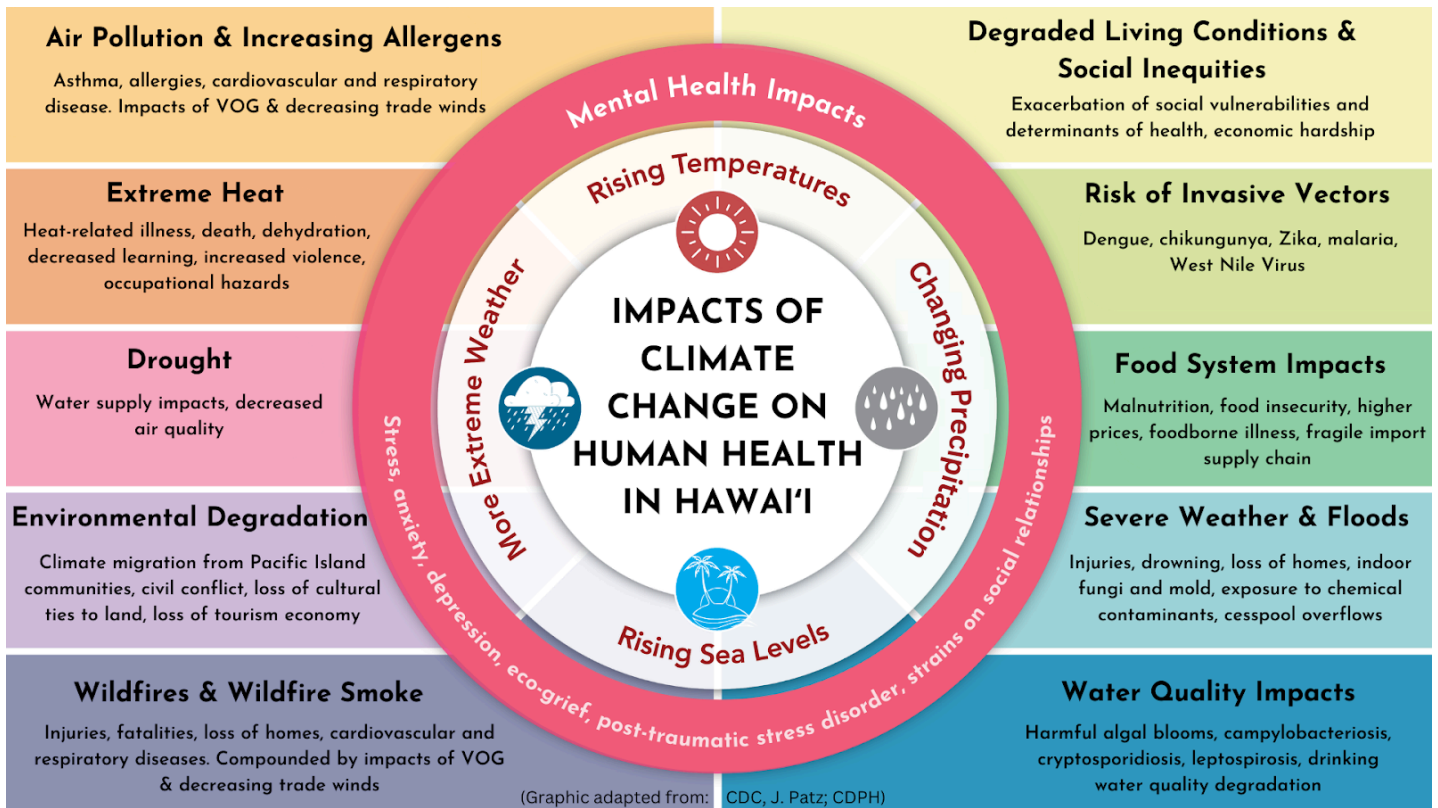 Air Pollution & Increasing Allergens
Asthma, allergies, cardiovascular and respiratory
disease. Impacts of VOG & decreasing trade winds
Extreme Heat
Heat-related illness, death, dehydration,
decreased learning, increased violence,
occupational hazards
Drought
Water supply impacts, decreased
air quality
Environmental Degradation
Climate migration from Pacific Island
communities, civil conflict, loss of cultural
ties to land, loss of tourism economy
Wildfires & Wildfire Smoke
Injuries, fatalities, loss of homes, cardiovascular and
respiratory diseases. Compounded by impacts of VOG
& decreasing trade winds
Mental Health Impacts
Rising Temperatures
More Extreme Weather
Changing Precipitation
Rising Sea Levels
IMPACTS OF
CLIMATE
CHANGE ON
HUMAN HEALTH
IN HAWAIʻI
Stress, anxiety, depression, eco-grief, post-traumatic stress disorder, strains on social relationships
Degraded Living Conditions &
Social Inequities
Exacerbation of social vulnerabilities and
determinants of health, economic hardship
Risk of Invasive Vectors
Dengue, chikungunya, Zika, malaria,
West Nile Virus
Food System Impacts
Malnutrition, food insecurity, higher
prices, foodborne illness, fragile import
supply chain
Severe Weather & Floods
Injuries, drowning, loss of homes, indoor
fungi and mold, exposure to chemical
contaminants, cesspool overflows
Water Quality Impacts
Harmful algal blooms, campylobacteriosis,
cryptosporidiosis, leptospirosis, drinking
water quality degradation
(Graphic adapted from: CDC, J. Patz; CDPH)